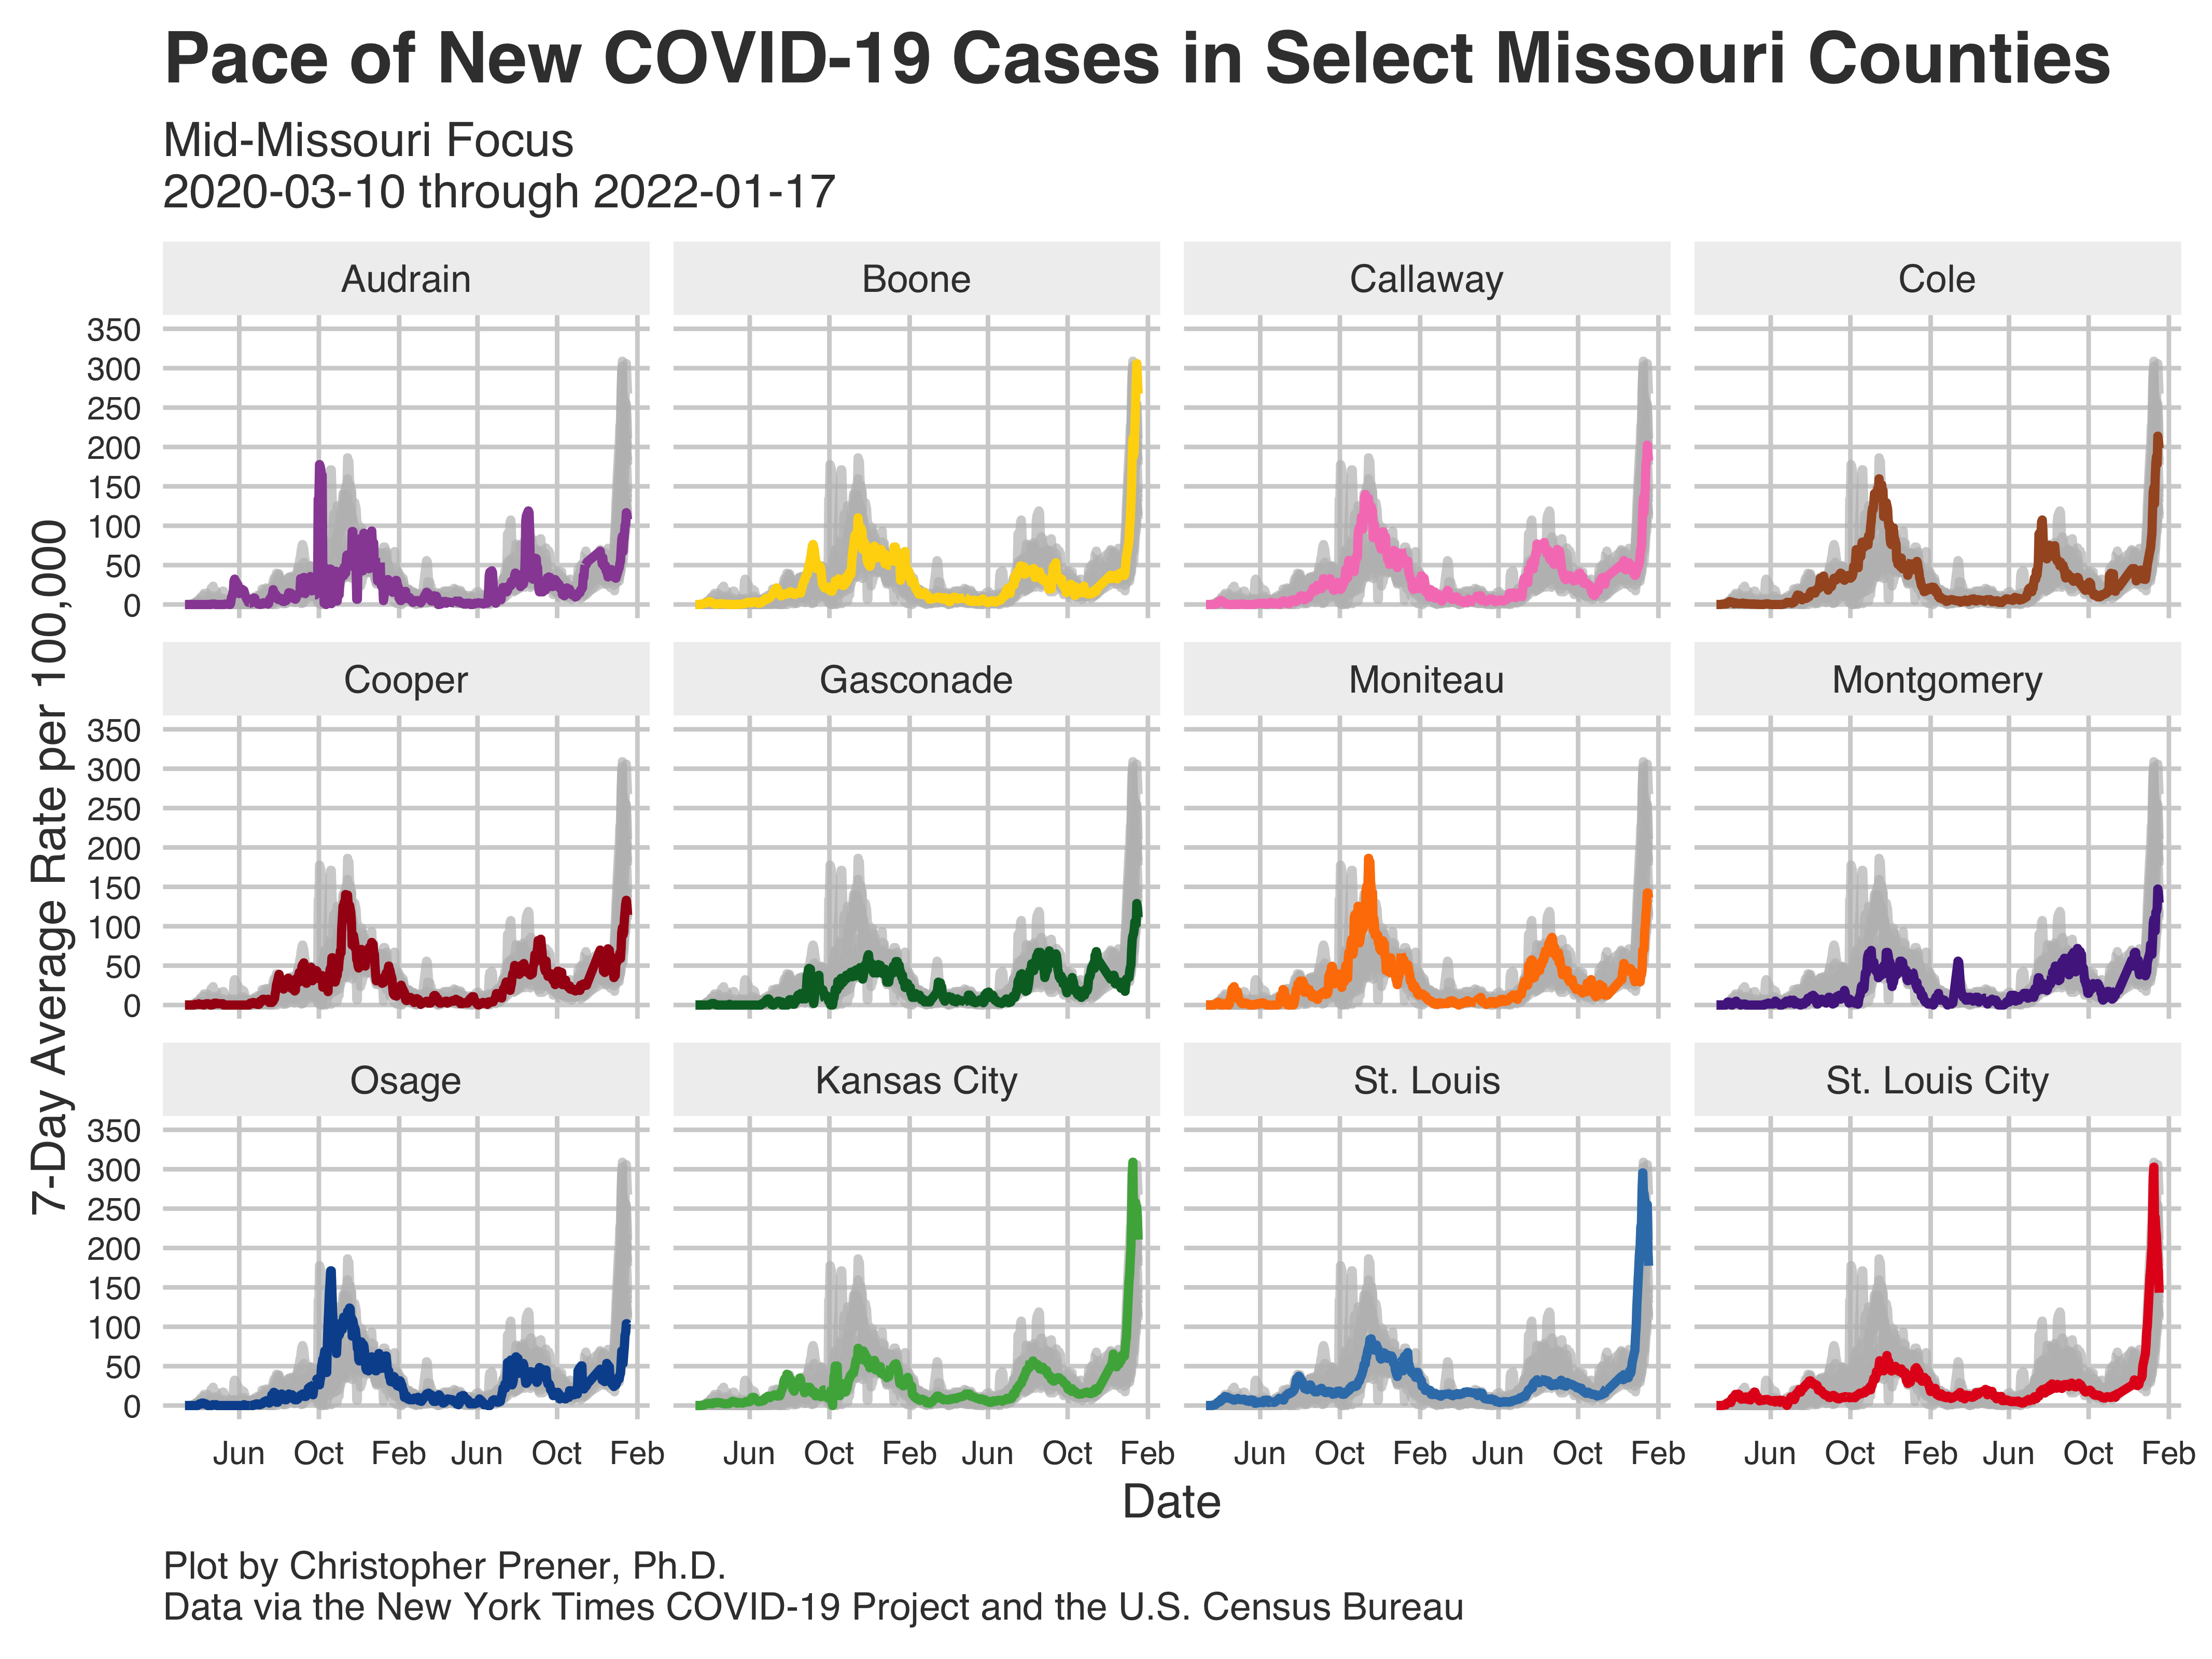 Pace of New COVID-19 Cases in Select Missouri Counties
Mid-Missouri Focus
2020-03-10 through 2022-01-17
Audrain Boone Callaway Cole
350
300
250
200
150
100
50
0
Cooper Gasconade Moniteau Montgomery
350
300
250
200
150
100
50
0
Osage Kansas City St. Louis St. Louis City
350
300
250
200
150
100
50
0
7-Day Average Rate per 100,000
Jun Oct Feb Jun Oct Feb Jun Oct Feb Jun Oct Feb Jun Oct Feb Jun Oct Feb Jun Oct Feb Jun Oct Feb
Date
Plot by Christopher Prener, Ph.D.
Data via the New York Times COVID-19 Project and the U.S. Census Bureau